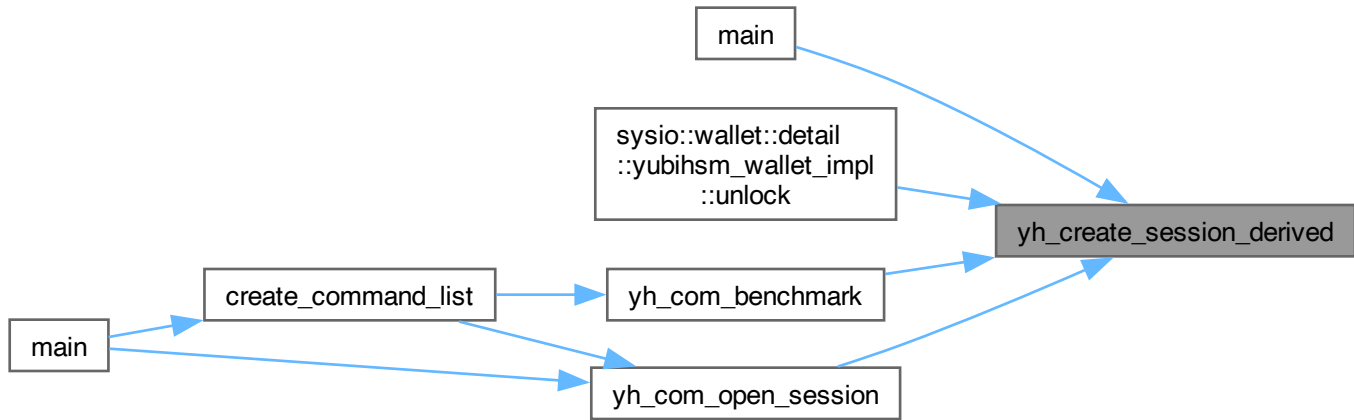 main
sysio::wallet::detail
::yubihsm_wallet_impl
::unlock
yh_create_session_derived
create_command_list
yh_com_benchmark
main
yh_com_open_session